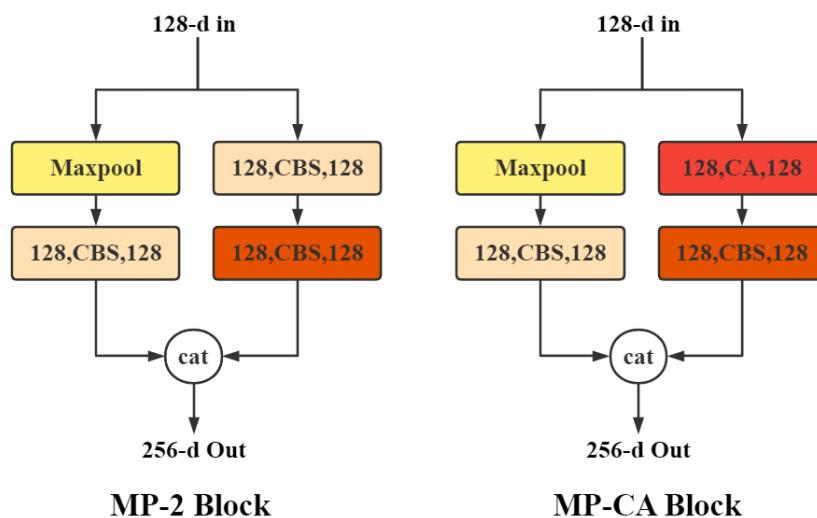 128-d in
Maxpool
128,CBS,128
128,CBS,128
128,CBS,128
cat
256-d Out
MP-2 Block
128-d in
Maxpool
128,CA,128
128,CBS,128
128,CBS,128
cat
256-d Out
MP-CA Block